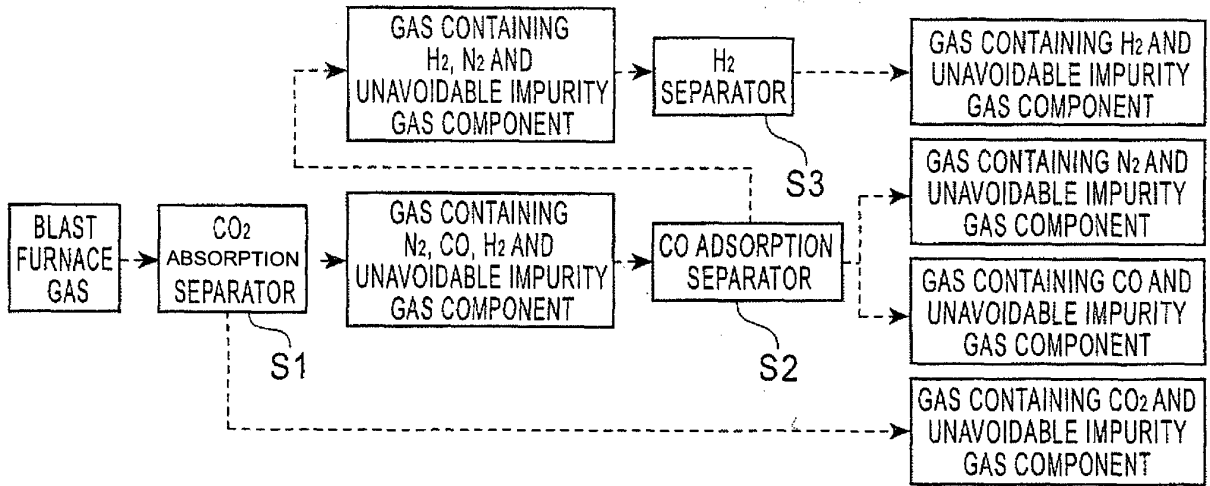 GAS CONTAINING
H2, N2 AND
UNAVOIDABLE IMPURITY
GAS COMPONENT
H2
SEPARATOR
S3
GAS CONTAINING H2 AND
UNAVOIDABLE IMPURITY
GAS COMPONENT
GAS CONTAINING N2 AND
UNAVOIDABLE IMPURITY
GAS COMPONENT
BLAST
FURNACE
GAS
CO2
ABSORPTION
SEPARATOR
S1
GAS CONTAINING
N2, CO, H2 AND
UNAVOIDABLE IMPURITY
GAS COMPONENT
CO ADSORPTION
SEPARATOR
S2
GAS CONTAINING CO AND
UNAVOIDABLE IMPURITY
GAS COMPONENT
GAS CONTAINING CO2 AND
UNAVOIDABLE IMPURITY
GAS COMPONENT